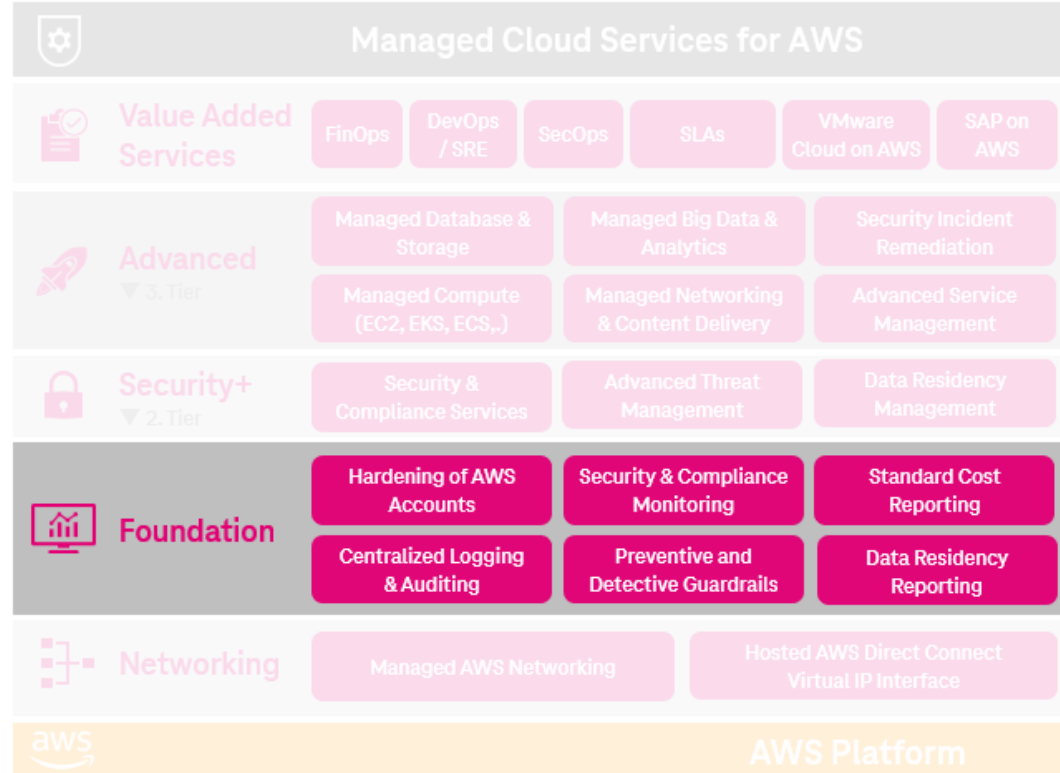 Managed Cloud Services for AWS
Value Added
Services
FinOps
DevOps
/ SRE
SecOps
SLAs
VMware
Cloud on AWS
SAP on
AWS
Advanced
▼ 3. Tier
Managed Database &
Storage
Managed Big Data &
Analytics
Security Incident
Remediation
Managed Compute
(EC2, EKS, ECS,.)
Managed Networking
& Content Delivery
Advanced Service
Management
Security+
▼ 2. Tier
Security &
Compliance Services
Advanced Threat
Management
Data Residency
Management
Foundation
Hardening of AWS
Accounts
Security & Compliance
Monitoring
Standard Cost
Reporting
Centralized Logging
& Auditing
Preventive and
Detective Guardrails
Data Residency
Reporting
Networking
Managed AWS Networking
Hosted AWS Direct Connect
Virtual IP Interface
aws
AWS Platform